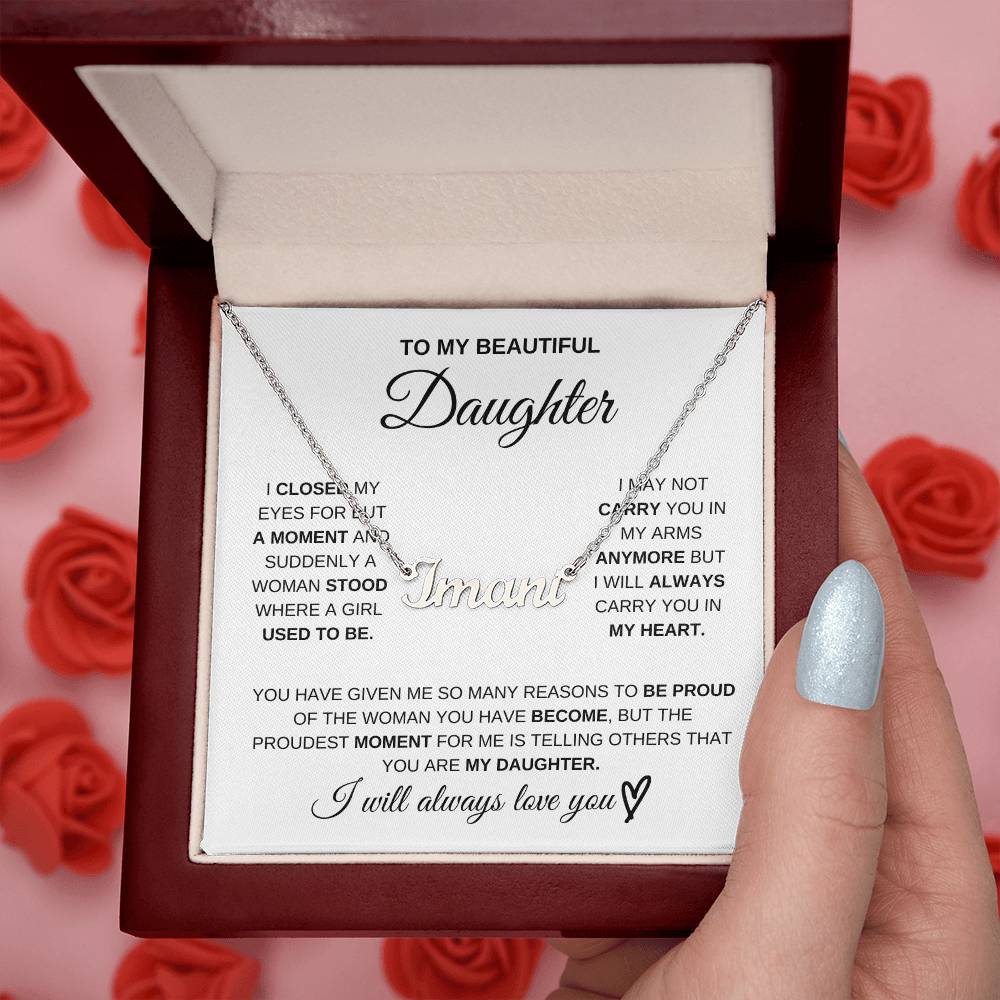 TO MY BEAUTIFUL
Daughter
I CLOSED MY
EYES FOR BUT
A MOMENT AND
SUDDENLY A
WOMAN STOOD
WHERE A GIRL
USED TO BE.
I MAY NOT
CARRY YOU IN
MY ARMS
ANYMORE BUT
I WILL ALWAYS
CARRY YOU IN
MY HEART.
Imani
YOU HAVE GIVEN ME SO MANY REASONS TO BE PROUD
OF THE WOMAN YOU HAVE BECOME, BUT THE
PROUDEST MOMENT FOR ME IS TELLING OTHERS THAT
YOU ARE MY DAUGHTER.
I will always love you